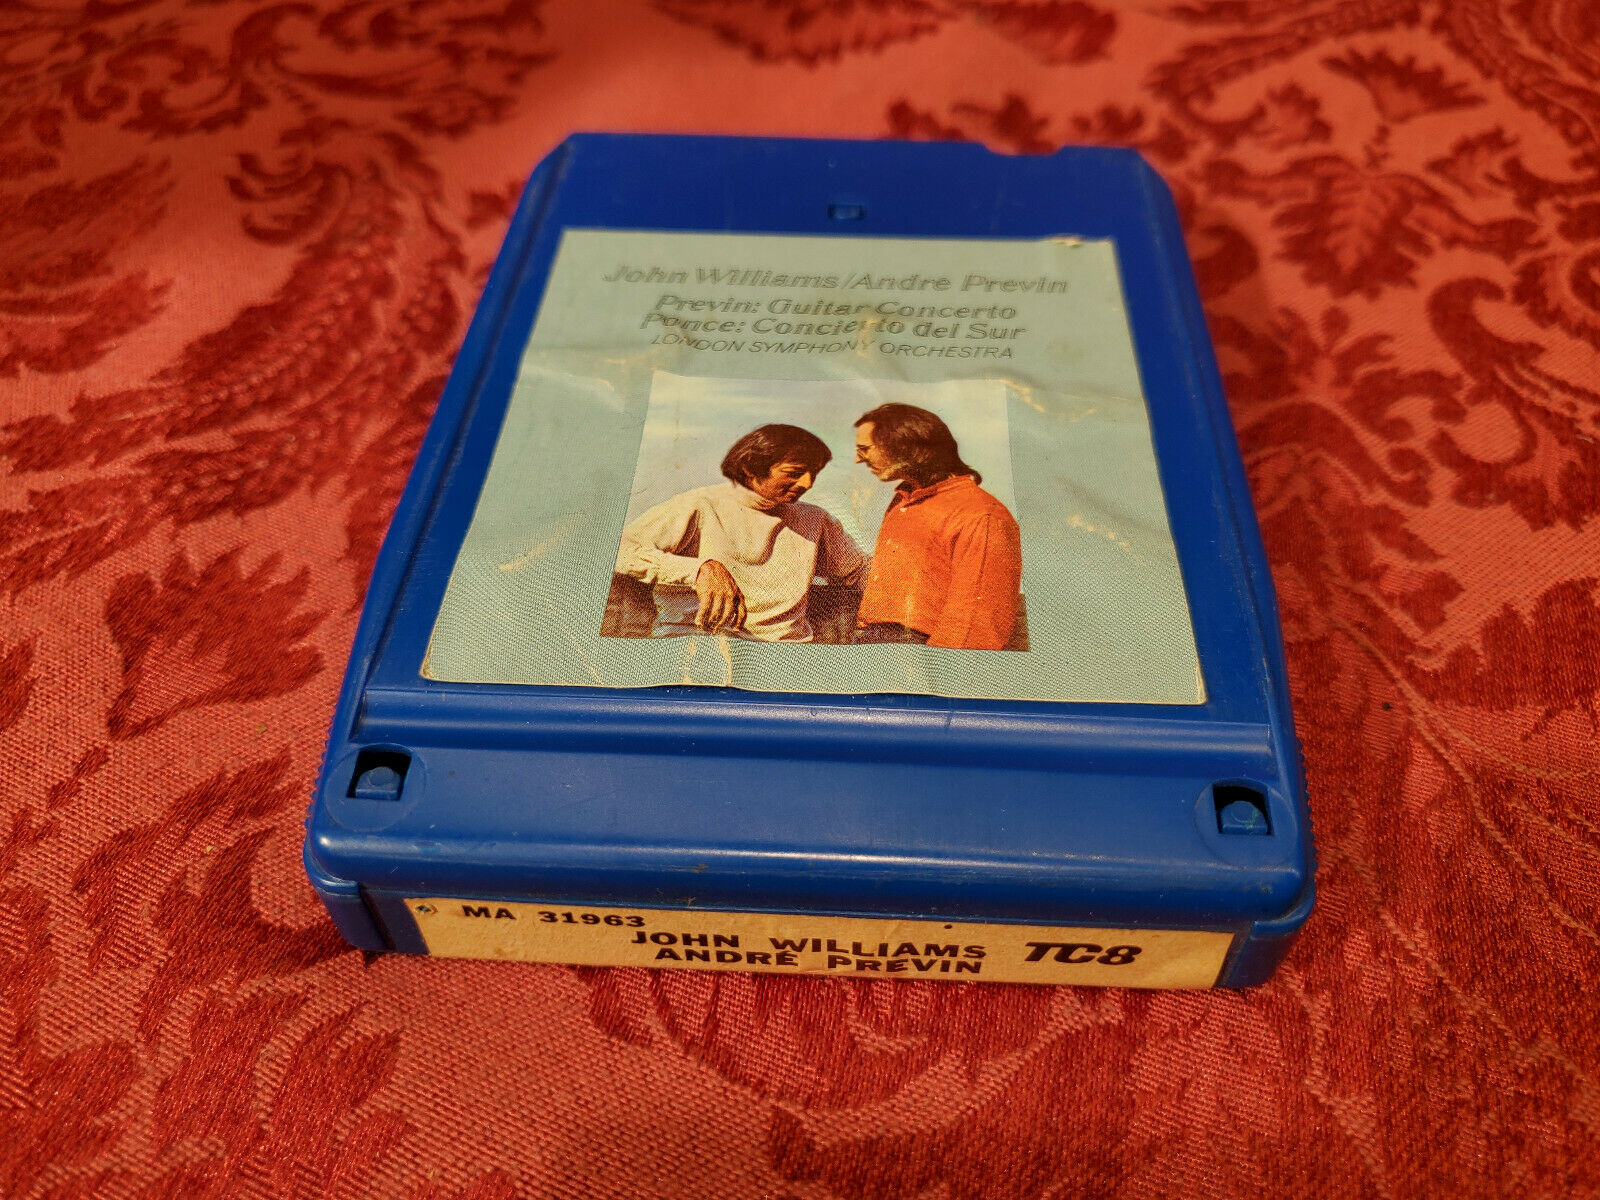 John Williams/André Previn
Previn: Guitar Concerto
Ponce: Concierto del Sur
LONDON SYMPHONY ORCHESTRA
MA 31963
JOHN WILLIAMS
ANDRÉ PREVIN
TC8